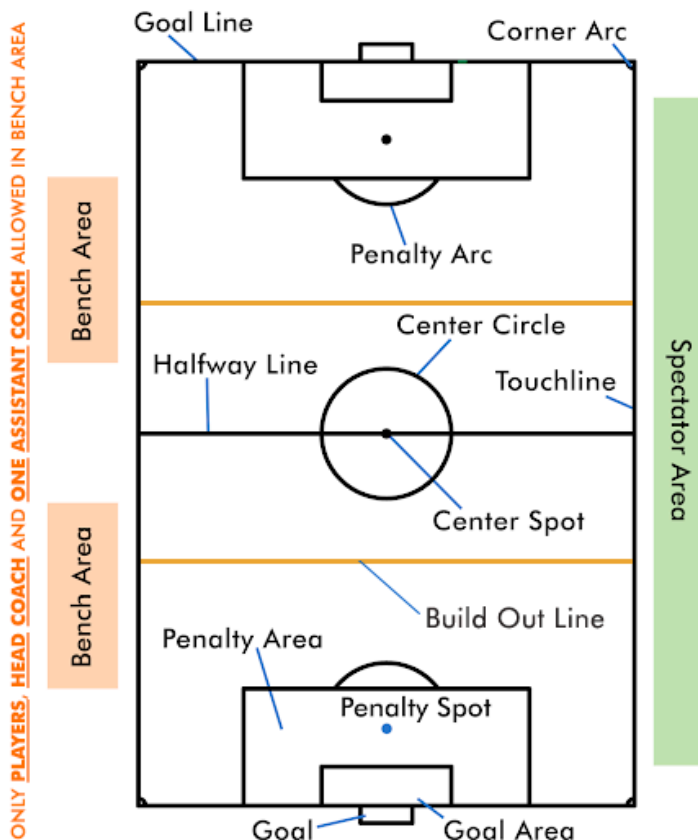 ONLY PLAYERS, HEAD COACH AND ONE ASSISTANT COACH ALLOWED IN BENCH AREA
Goal Line
Corner Arc
Bench Area
Penalty Arc
Center Circle
Halfway Line
Touchline
Spectator Area
Center Spot
Bench Area
Build Out Line
Penalty Area
Penalty Spot
Goal
Goal Area